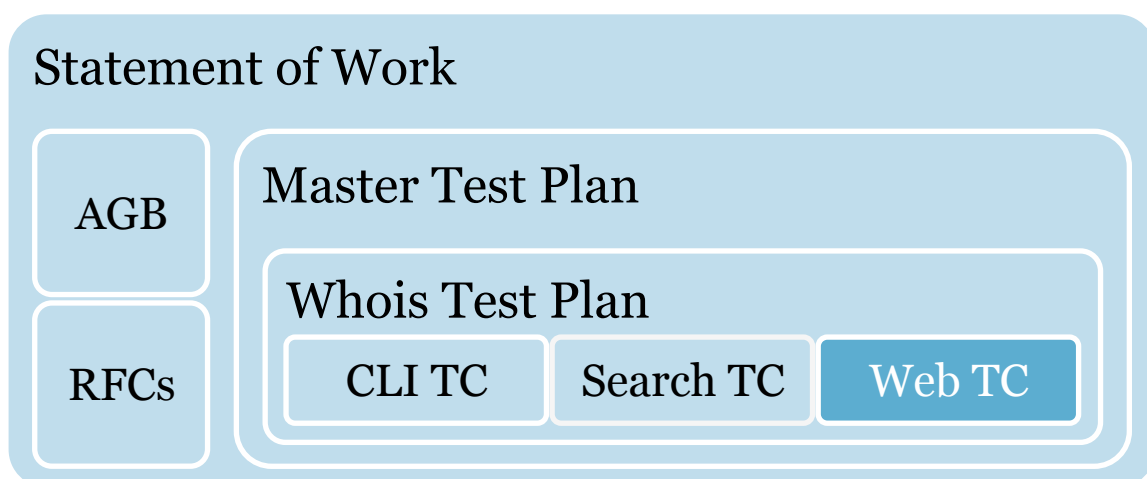 Statement of Work
AGB
Master Test Plan
Whois Test Plan
RFCs
CLI TC
Search TC
Web TC